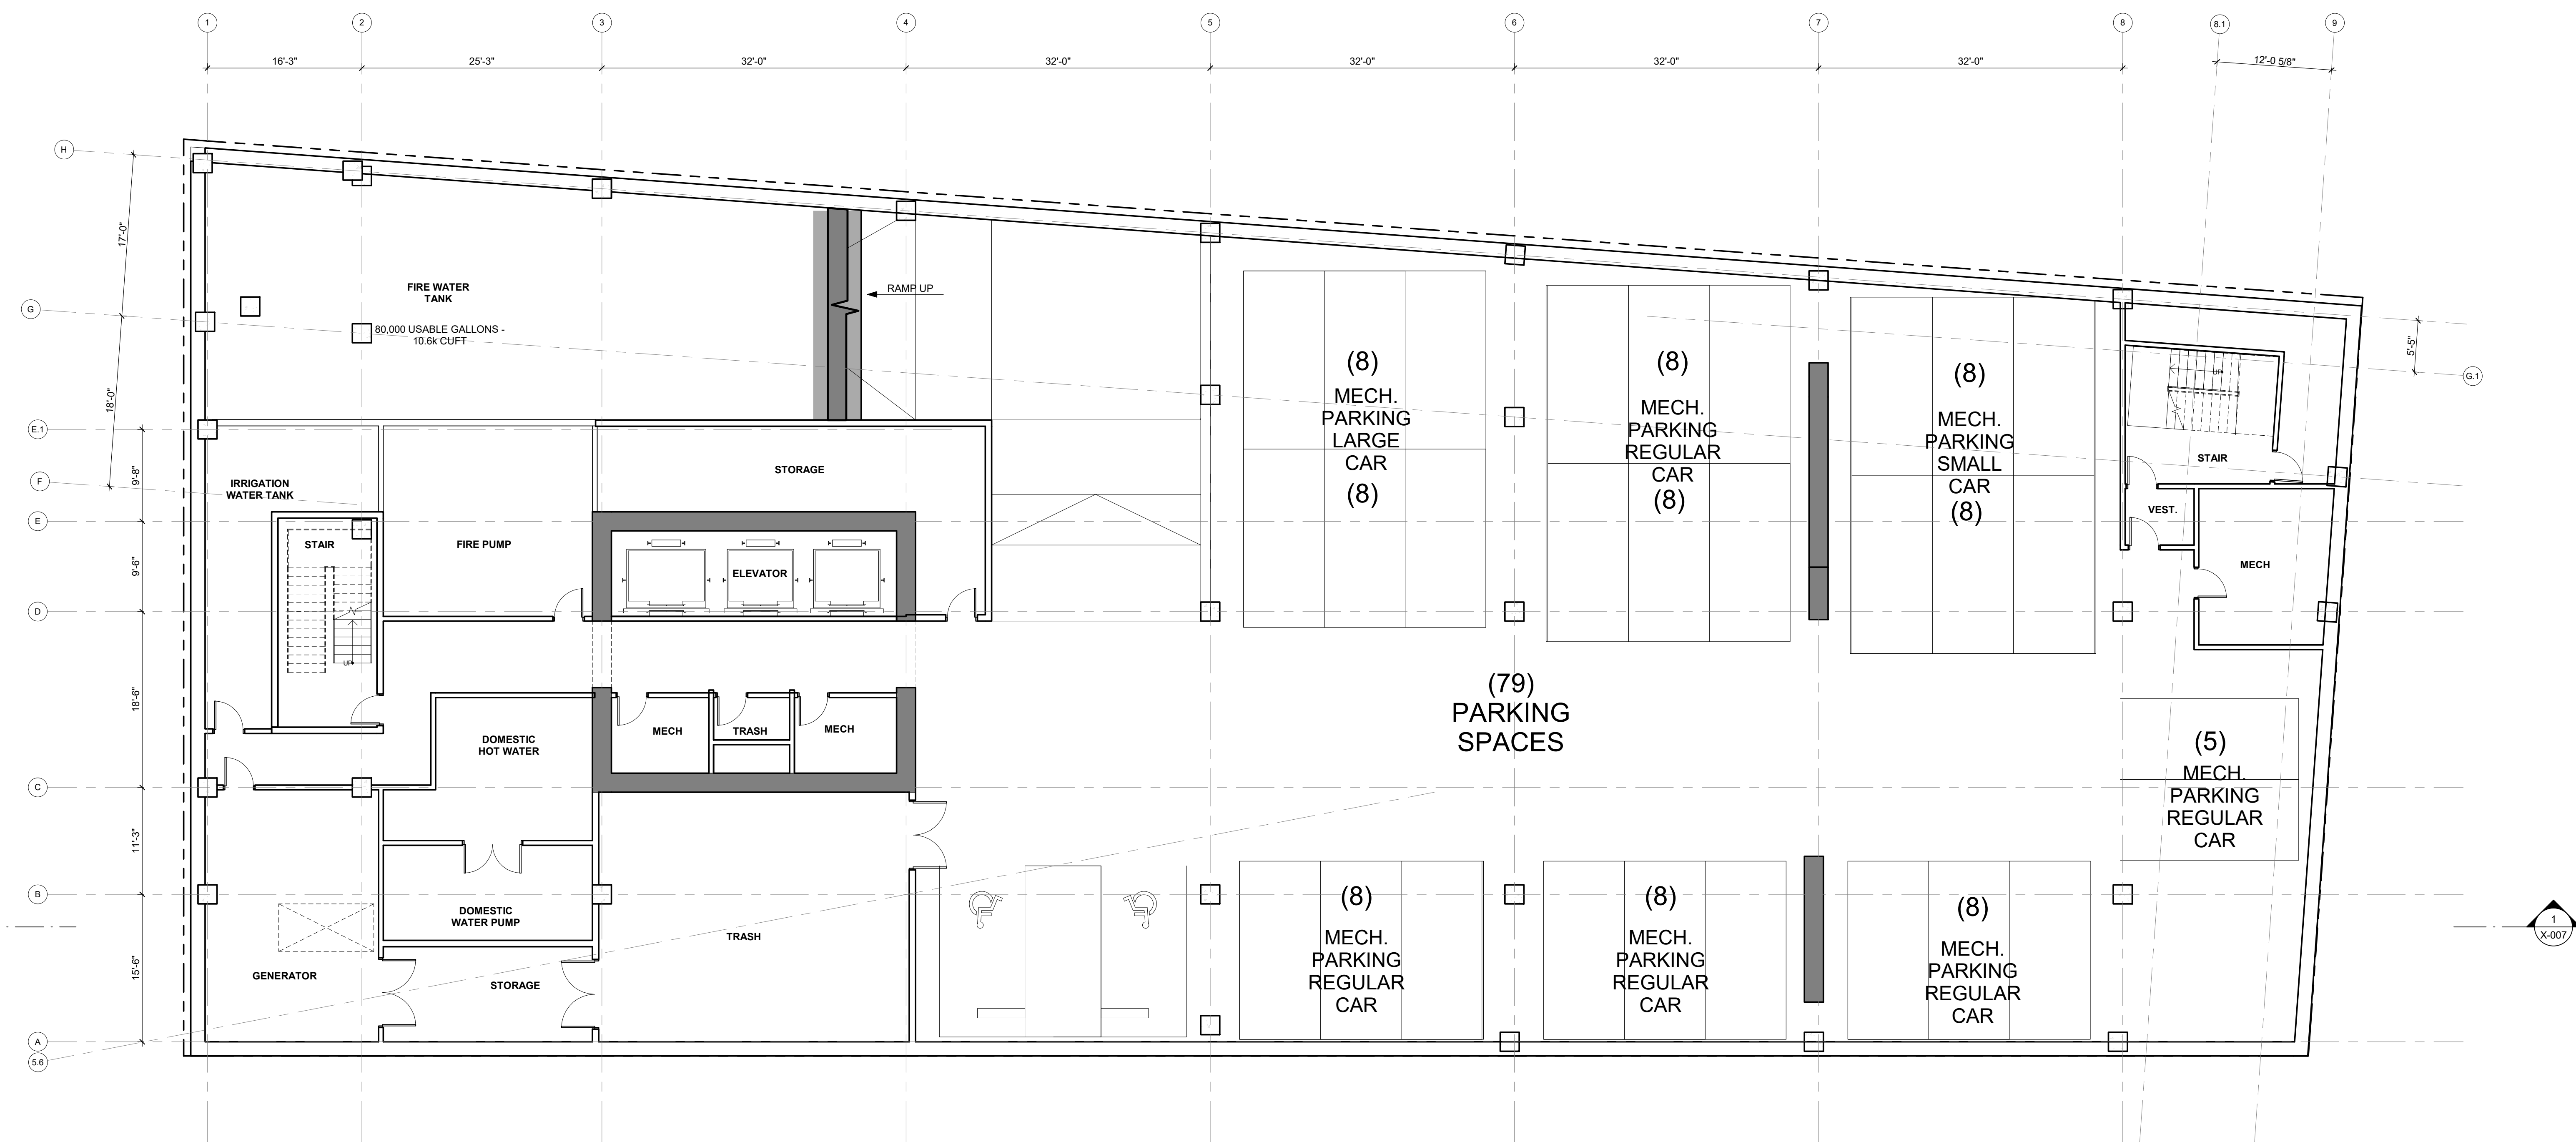 1
2
3
4
5
6
7
8
8.1
9
16'-3"
25'-3"
32'-0"
32'-0"
32'-0"
32'-0"
32'-0"
12'-0 5/8"
H
17'-0"
G
18'-0"
E.1
9'-8"
F
E
9'-6"
D
18'-6"
C
11'-3"
B
15'-6"
A
5.6
5'-5"
G.1
FIRE WATER
TANK
80,000 USABLE GALLONS -
10.6k CUFT
RAMP UP
IRRIGATION
WATER TANK
STAIR
UP
FIRE PUMP
STORAGE
ELEVATOR
DOMESTIC
HOT WATER
MECH
TRASH
MECH
DOMESTIC
WATER PUMP
GENERATOR
STORAGE
TRASH
(8)
MECH.
PARKING
LARGE
CAR
(8)
(8)
MECH.
PARKING
REGULAR
CAR
(8)
(8)
MECH.
PARKING
SMALL
CAR
(8)
UP
STAIR
VEST.
MECH
(79)
PARKING
SPACES
(5)
MECH.
PARKING
REGULAR
CAR
(8)
MECH.
PARKING
REGULAR
CAR
(8)
MECH.
PARKING
REGULAR
CAR
(8)
MECH.
PARKING
REGULAR
CAR
1
X-007